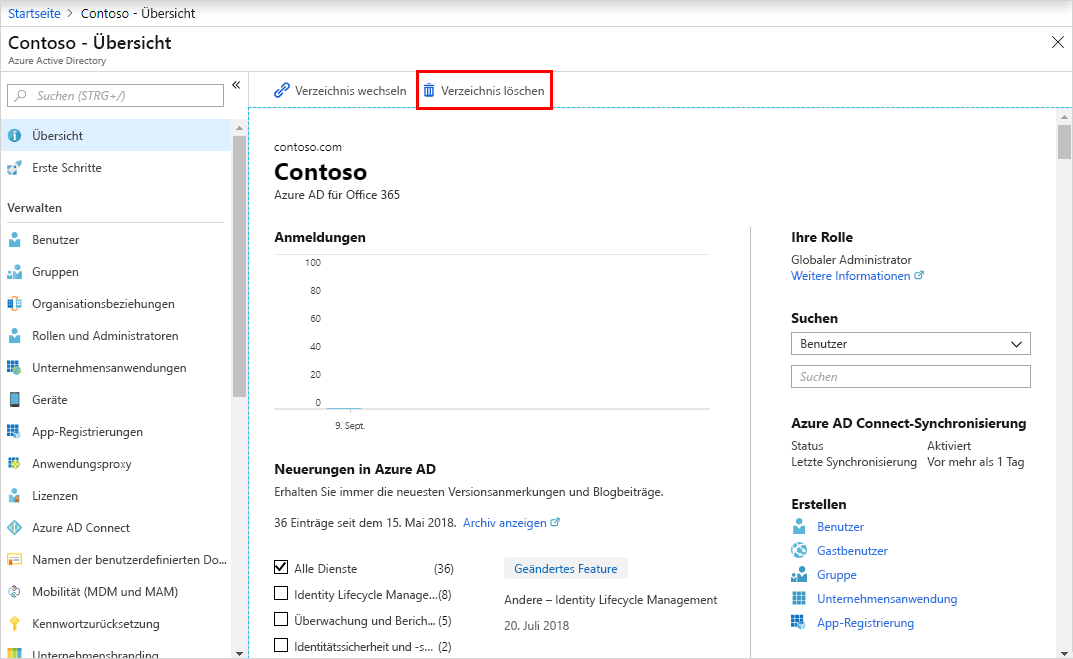 Startseite > Contoso - Übersicht
Contoso - Übersicht
Azure Active Directory
Suchen (STRG+/)
Übersicht
Erste Schritte
Verwalten
Benutzer
Gruppen
Organisationsbeziehungen
Rollen und Administratoren
Unternehmensanwendungen
Geräte
App-Registrierungen
Anwendungsproxy
Lizenzen
Azure AD Connect
Namen der benutzerdefinierten Do...
Mobilität (MDM und MAM)
Kennwortzurücksetzung
Unternehmensbranding
Verzeichnis wechseln
Verzeichnis löschen
contoso.com
Contoso
Azure AD für Office 365
Anmeldungen
100
80
60
40
20
0
9. Sept.
Neuerungen in Azure AD
Erhalten Sie immer die neuesten Versionsanmerkungen und Blogbeiträge.
36 Einträge seit dem 15. Mai 2018. Archiv anzeigen
Alle Dienste (36)
Identity Lifecycle Manage... (8)
Überwachung und Berich... (5)
Identitätssicherheit und -s... (2)
Geändertes Feature
Andere – Identity Lifecycle Management
20. Juli 2018
Ihre Rolle
Globaler Administrator
Weitere Informationen
Suchen
Benutzer
Suchen
Azure AD Connect-Synchronisierung
Status Aktiviert
Letzte Synchronisierung Vor mehr als 1 Tag
Erstellen
Benutzer
Gastbenutzer
Gruppe
Unternehmensanwendung
App-Registrierung